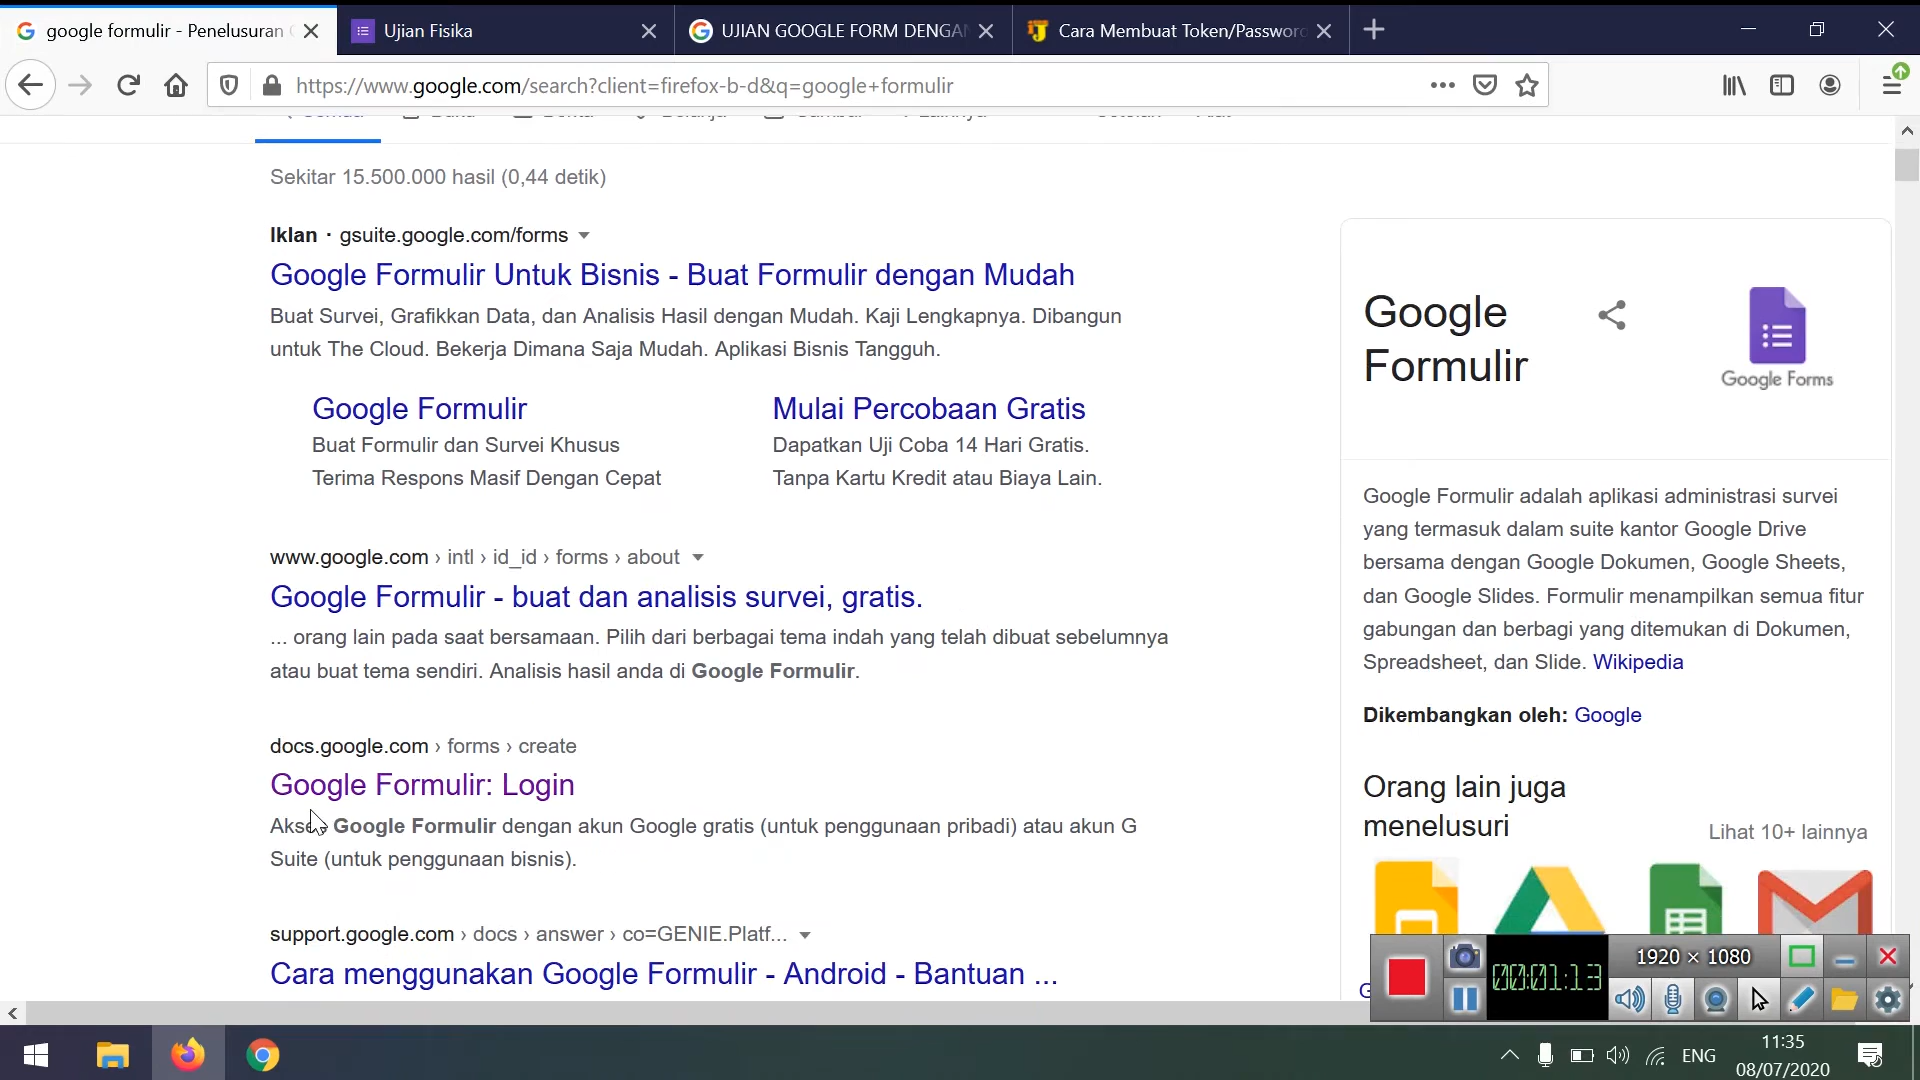 google formulir - Penelusuran
Ujian Fisika
UJIAN GOOGLE FORM DENGAN
Cara Membuat Token/Password
https://www.google.com/search?client=firefox-b-d&q=google+formulir
Sekitar 15.500.000 hasil (0,44 detik)
Iklan · gsuite.google.com/forms
Google Formulir Untuk Bisnis - Buat Formulir dengan Mudah
Buat Survei, Grafikkan Data, dan Analisis Hasil dengan Mudah. Kaji Lengkapnya. Dibangun
untuk The Cloud. Bekerja Dimana Saja Mudah. Aplikasi Bisnis Tangguh.
Google Formulir
Buat Formulir dan Survei Khusus
Terima Respons Masif Dengan Cepat
Mulai Percobaan Gratis
Dapatkan Uji Coba 14 Hari Gratis.
Tanpa Kartu Kredit atau Biaya Lain.
www.google.com › intl › id_id › forms › about
Google Formulir - buat dan analisis survei, gratis.
... orang lain pada saat bersamaan. Pilih dari berbagai tema indah yang telah dibuat sebelumnya
atau buat tema sendiri. Analisis hasil anda di Google Formulir.
docs.google.com › forms › create
Google Formulir: Login
Akses Google Formulir dengan akun Google gratis (untuk penggunaan pribadi) atau akun G
Suite (untuk penggunaan bisnis).
support.google.com › docs › answer › co=GENIE.Platf...
Cara menggunakan Google Formulir - Android - Bantuan ...
Google
Formulir
Google Forms
Google Formulir adalah aplikasi administrasi survei
yang termasuk dalam suite kantor Google Drive
bersama dengan Google Dokumen, Google Sheets,
dan Google Slides. Formulir menampilkan semua fitur
gabungan dan berbagi yang ditemukan di Dokumen,
Spreadsheet, dan Slide. Wikipedia
Dikembangkan oleh: Google
Orang lain juga
menelusuri
Lihat 10+ lainnya
00:01:13
1920 × 1080
ENG
11:35
08/07/2020